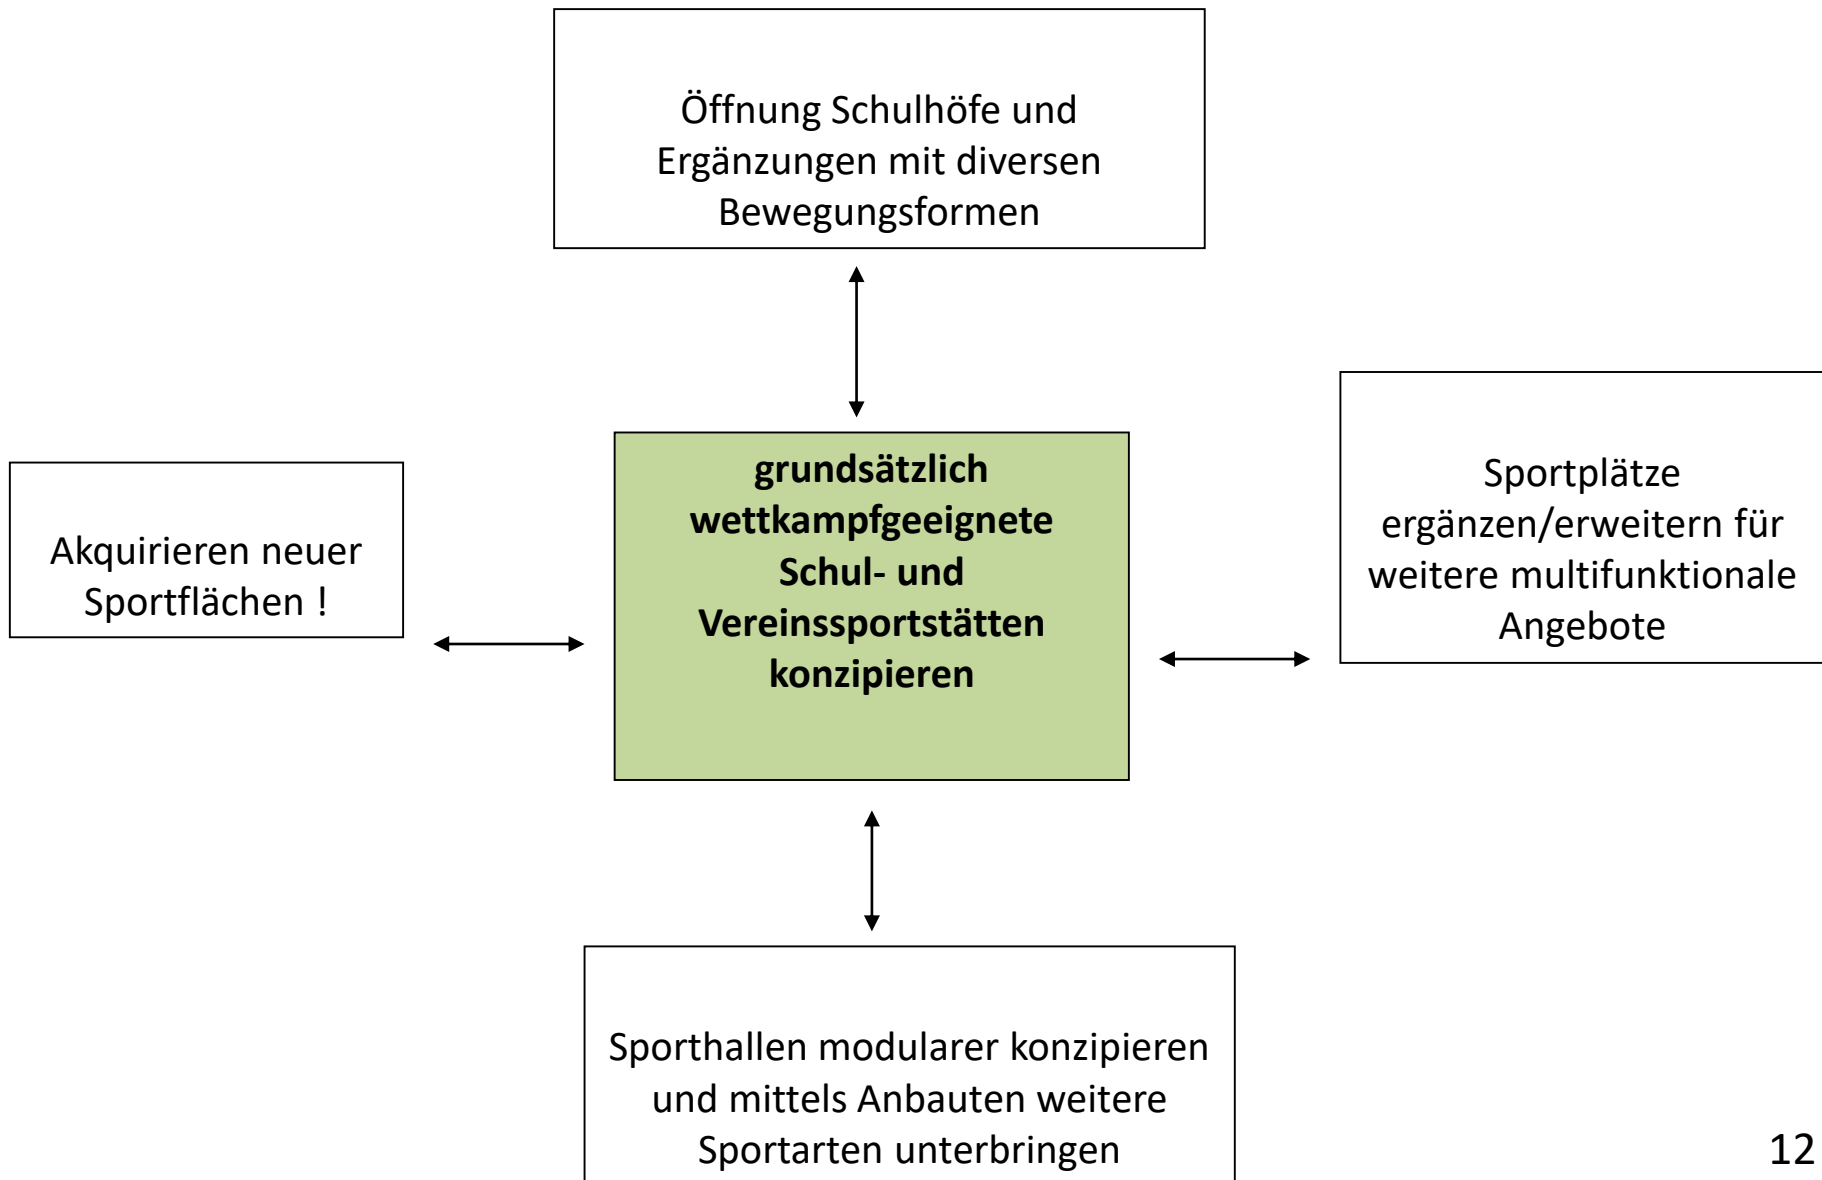 Öffnung Schulhöfe und
Ergänzungen mit diversen
Bewegungsformen
Akquirieren neuer
Sportflächen !
grundsätzlich
wettkampfgeeignete
Schul- und
Vereinssportstätten
konzipieren
Sportplätze
ergänzen/erweitern für
weitere multifunktionale
Angebote
Sporthallen modularer konzipieren
und mittels Anbauten weitere
Sportarten unterbringen
12